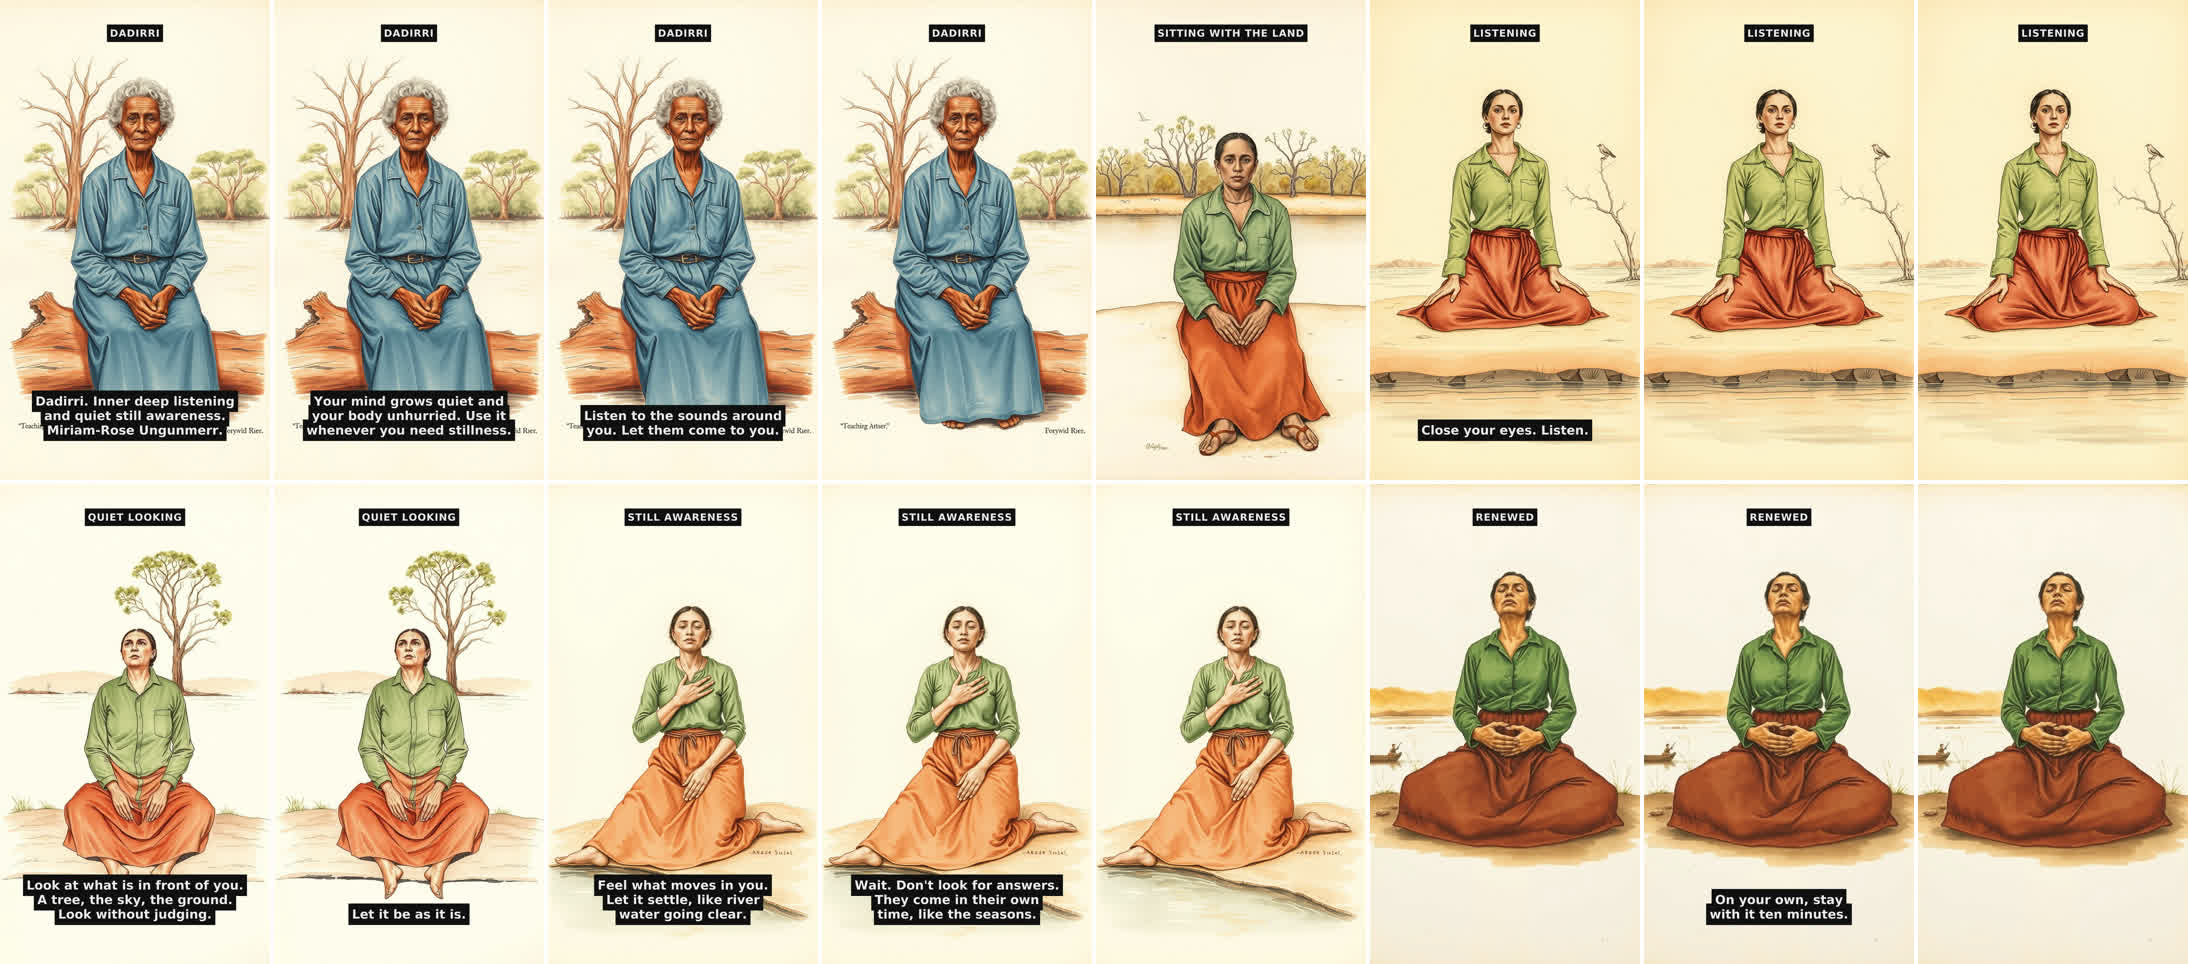 DADIRRI
Dadirri. Inner deep listening
and quiet still awareness.
Miriam-Rose Ungunmerr.
DADIRRI
Your mind grows quiet and
your body unhurried. Use it
whenever you need stillness.
Rier.
DADIRRI
Listen to the sounds around
you. Let them come to you.
Rier.
DADIRRI
"Teaching Artser,"
Forywid Rier.
SITTING WITH THE LAND
LISTENING
Close your eyes. Listen.
LISTENING
LISTENING
QUIET LOOKING
Look at what is in front of you.
A tree, the sky, the ground.
Look without judging.
QUIET LOOKING
Let it be as it is.
STILL AWARENESS
Feel what moves in you.
Let it settle, like river
water going clear.
STILL AWARENESS
Wait. Don't look for answers.
They come in their own
time, like the seasons.
STILL AWARENESS
RENEWED
RENEWED
On your own, stay
with it ten minutes.